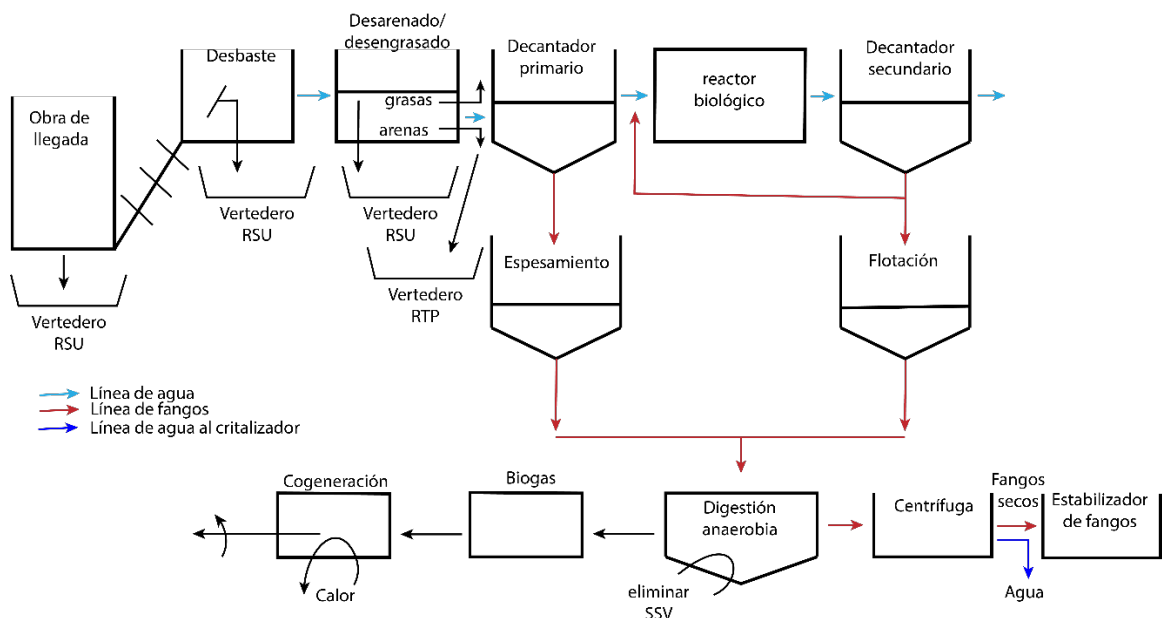 Obra de
llegada
Vertedero
RSU
Desbaste
Vertedero
RSU
Desarenado/
desengrasado
grasas
arenas
Vertedero
RSU
Vertedero
RTP
Decantador
primario
reactor
biológico
Decantador
secundario
Espesamiento
Flotación
Línea de agua
Línea de fangos
Línea de agua al critalizador
Cogeneración
Calor
Biogas
Digestión
anaerobia
eliminar
SSV
Centrífuga
Fangos
secos
Estabilizador
de fangos
Agua